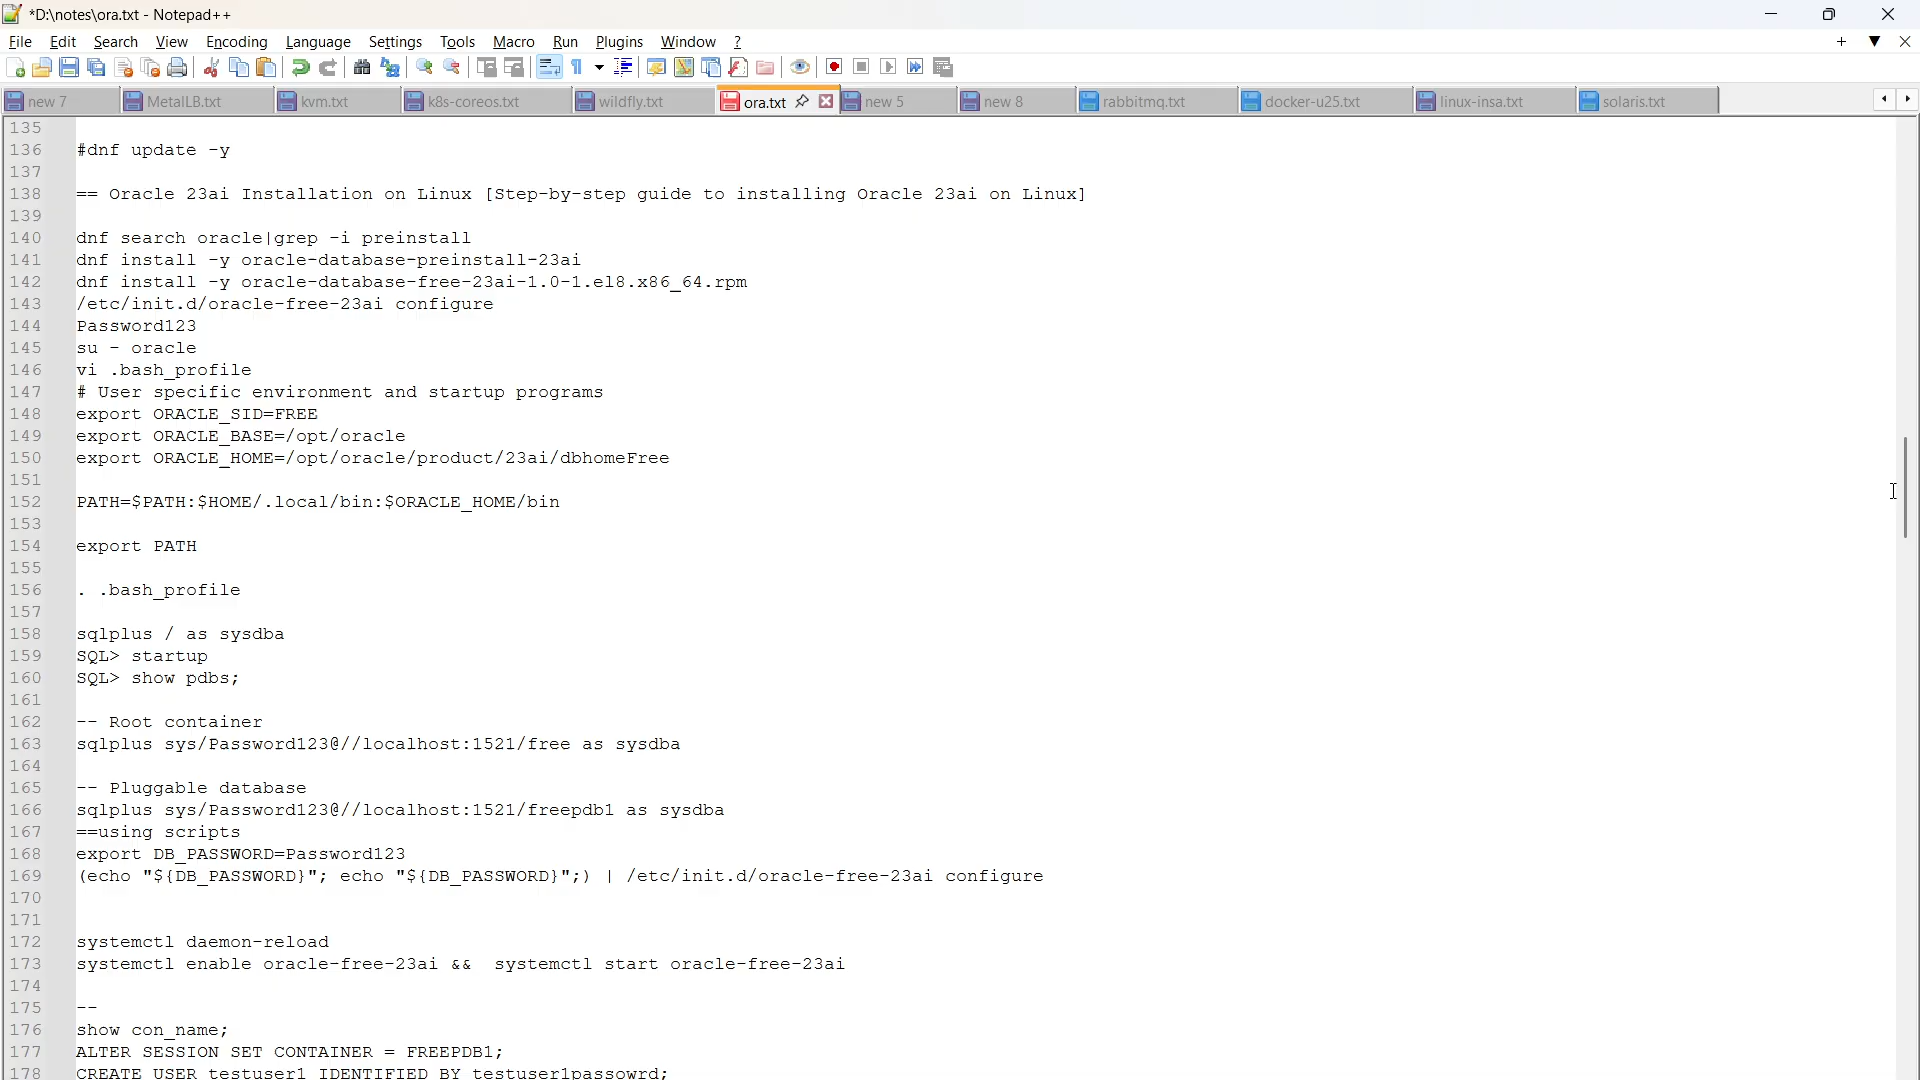 *D:\notes\ora.txt - Notepad++
File Edit Search View Encoding Language Settings Tools Macro Run Plugins Window ?
new 7 MetalLB.txt kvm.txt k8s-coreos.txt wildfly.txt ora.txt new 5 new 8 rabbitmq.txt docker-u25.txt linux-insa.txt solaris.txt
135
136 #dnf update -y
137
138 == Oracle 23ai Installation on Linux [Step-by-step guide to installing Oracle 23ai on Linux]
139
140 dnf search oracle|grep -i preinstall
141 dnf install -y oracle-database-preinstall-23ai
142 dnf install -y oracle-database-free-23ai-1.0-1.el8.x86_64.rpm
143 /etc/init.d/oracle-free-23ai configure
144 Password123
145 su - oracle
146 vi .bash_profile
147 # User specific environment and startup programs
148 export ORACLE_SID=FREE
149 export ORACLE_BASE=/opt/oracle
150 export ORACLE_HOME=/opt/oracle/product/23ai/dbhomeFree
151
152 PATH=$PATH:$HOME/.local/bin:$ORACLE_HOME/bin
153
154 export PATH
155
156 . .bash_profile
157
158 sqlplus / as sysdba
159 SQL> startup
160 SQL> show pdbs;
161
162 -- Root container
163 sqlplus sys/Password123@//localhost:1521/free as sysdba
164
165 -- Pluggable database
166 sqlplus sys/Password123@//localhost:1521/freepdb1 as sysdba
167 ==using scripts
168 export DB_PASSWORD=Password123
169 (echo "${DB_PASSWORD}"; echo "${DB_PASSWORD}";) | /etc/init.d/oracle-free-23ai configure
170
171
172 systemctl daemon-reload
173 systemctl enable oracle-free-23ai &&  systemctl start oracle-free-23ai
174
175 --
176 show con_name;
177 ALTER SESSION SET CONTAINER = FREEPDB1;
178 CREATE USER testuser1 IDENTIFIED BY testuser1passowrd;